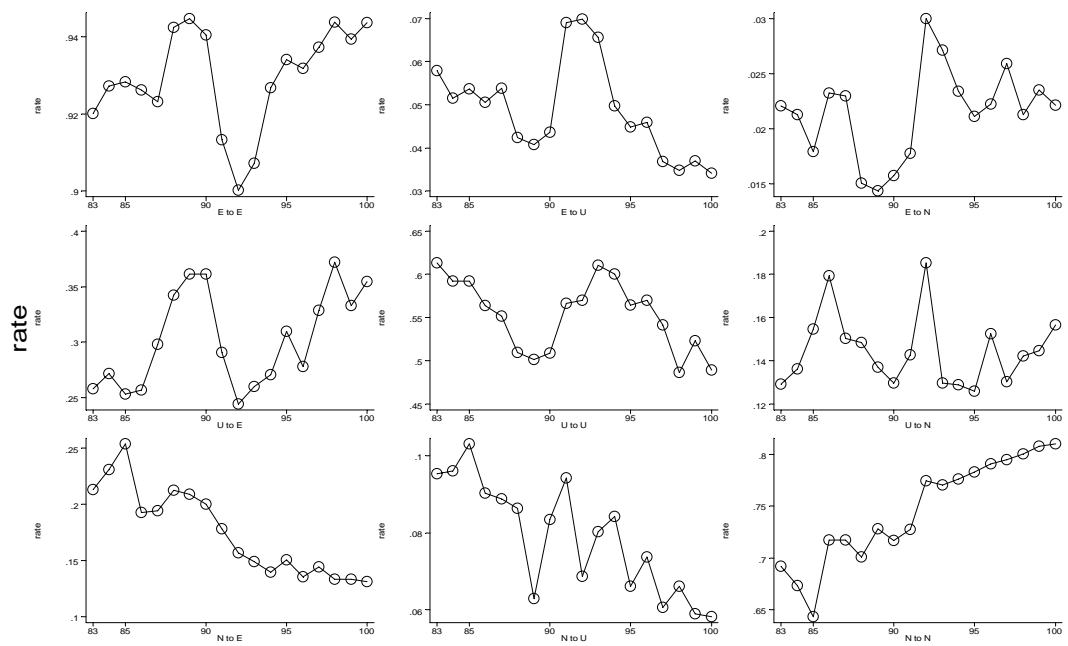 .94 .92 .9
rate
83 85 90 95 100
E to E
.07 .06 .05 .04 .03
rate
83 85 90 95 100
E to U
.03 .025 .02 .015
rate
83 85 90 95 100
E to N
rate
.4 .35 .3 .25
rate
83 85 90 95 100
U to E
.65 .6 .55 .5 .45
rate
83 85 90 95 100
U to U
.2 .18 .16 .14 .12
rate
83 85 90 95 100
U to N
.25 .2 .15 .1
rate
83 85 90 95 100
N to E
.1 .08 .06
rate
83 85 90 95 100
N to U
.8 .75 .7 .65
rate
83 85 90 95 100
N to N